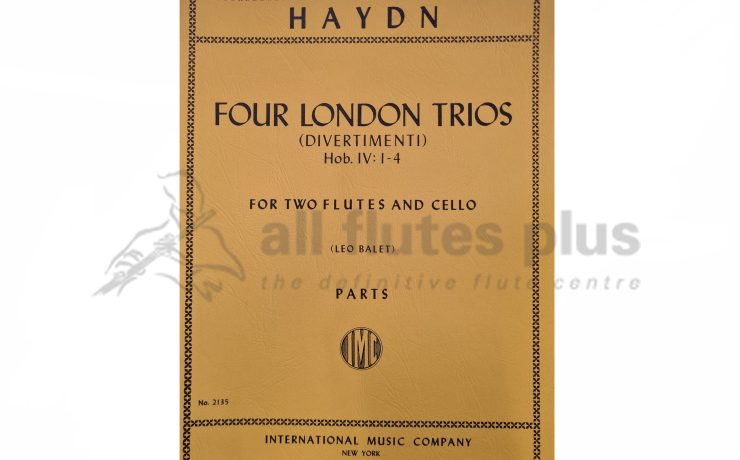 HAYDN
FOUR LONDON TRIOS
(DIVERTIMENTI)
Hob. IV: 1-4
FOR TWO FLUTES AND CELLO
all flutes plus
(LEO BALET)
the definitive flute centre
PARTS
IMC
No. 2135
INTERNATIONAL MUSIC COMPANY
NEW YORK